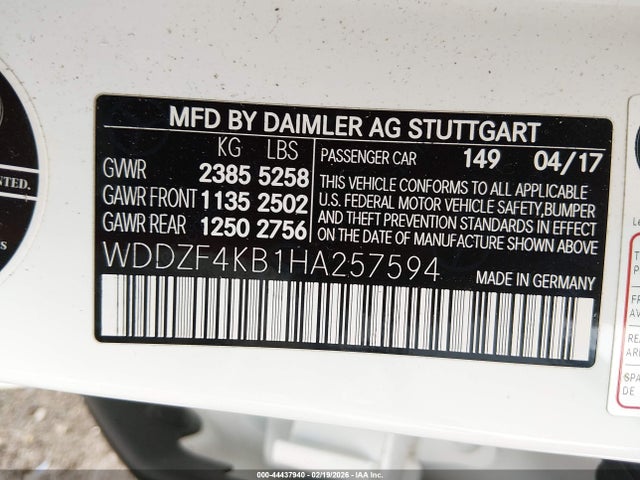 MFD BY DAIMLER AG STUTTGART
KG LBS
GVWR 2385 5258
GAWR FRONT 1135 2502
GAWR REAR 1250 2756
PASSENGER CAR 149 04/17
THIS VEHICLE CONFORMS TO ALL APPLICABLE
U.S. FEDERAL MOTOR VEHICLE SAFETY,BUMPER
AND THEFT PREVENTION STANDARDS IN EFFECT
ON THE DATE OF MANUFACTURE SHOWN ABOVE.
WDDZF4KB1HA257594
MADE IN GERMANY
000-44437940 - 02/19/2026 - IAAI.COM